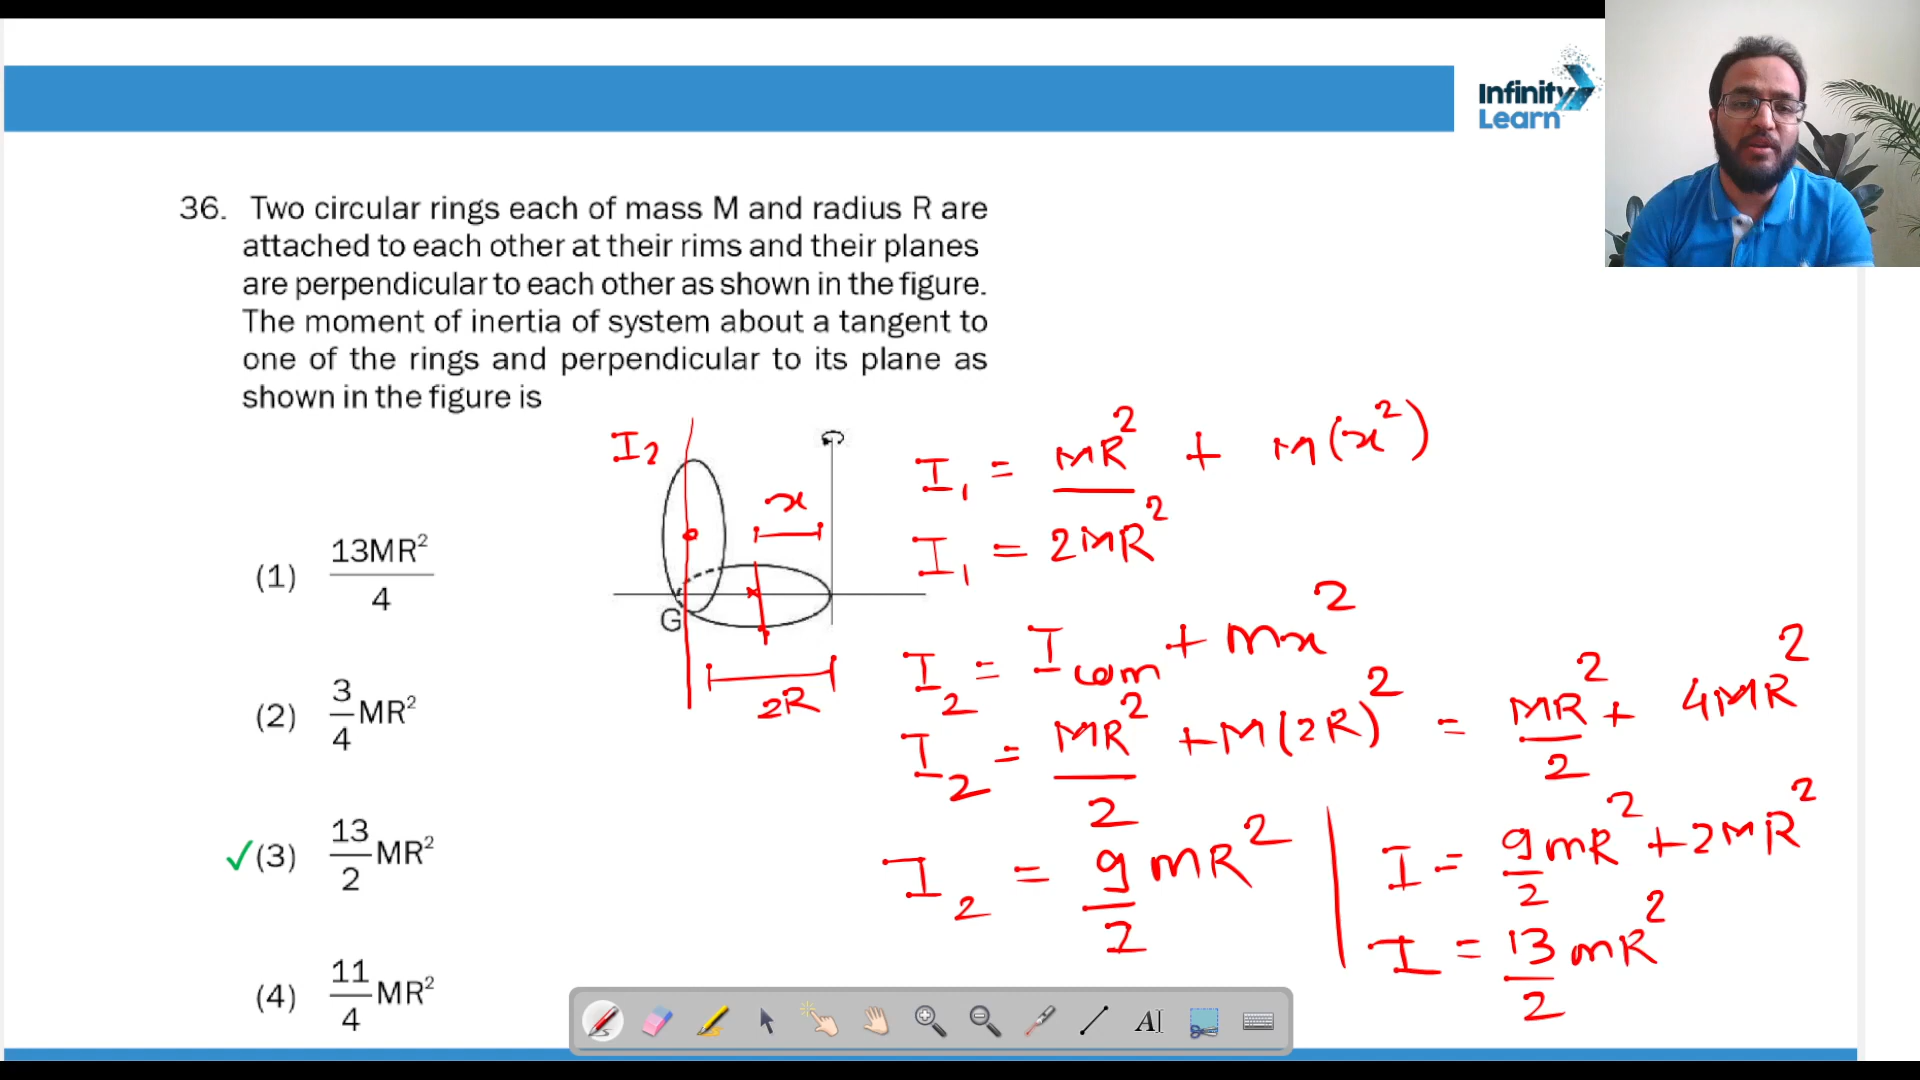 Infinity
Learn
36. Two circular rings each of mass M and radius R are
attached to each other at their rims and their planes
are perpendicular to each other as shown in the figure.
The moment of inertia of system about a tangent to
one of the rings and perpendicular to its plane as
shown in the figure is
I₂
x
G
2R
(1) 13MR²/4
(2) 3/4 MR²
✓(3) 13/2 MR²
(4) 11/4 MR²
I₁ = MR² + M(x²)
I₁ = 2MR²
I₂ = Icom + mx²
I₂ = MR²/2 + M(2R)² = MR²/2 + 4MR²
I₂ = 9/2 mR²
I = 9/2 mR² + 2MR²
I = 13/2 mR²
A